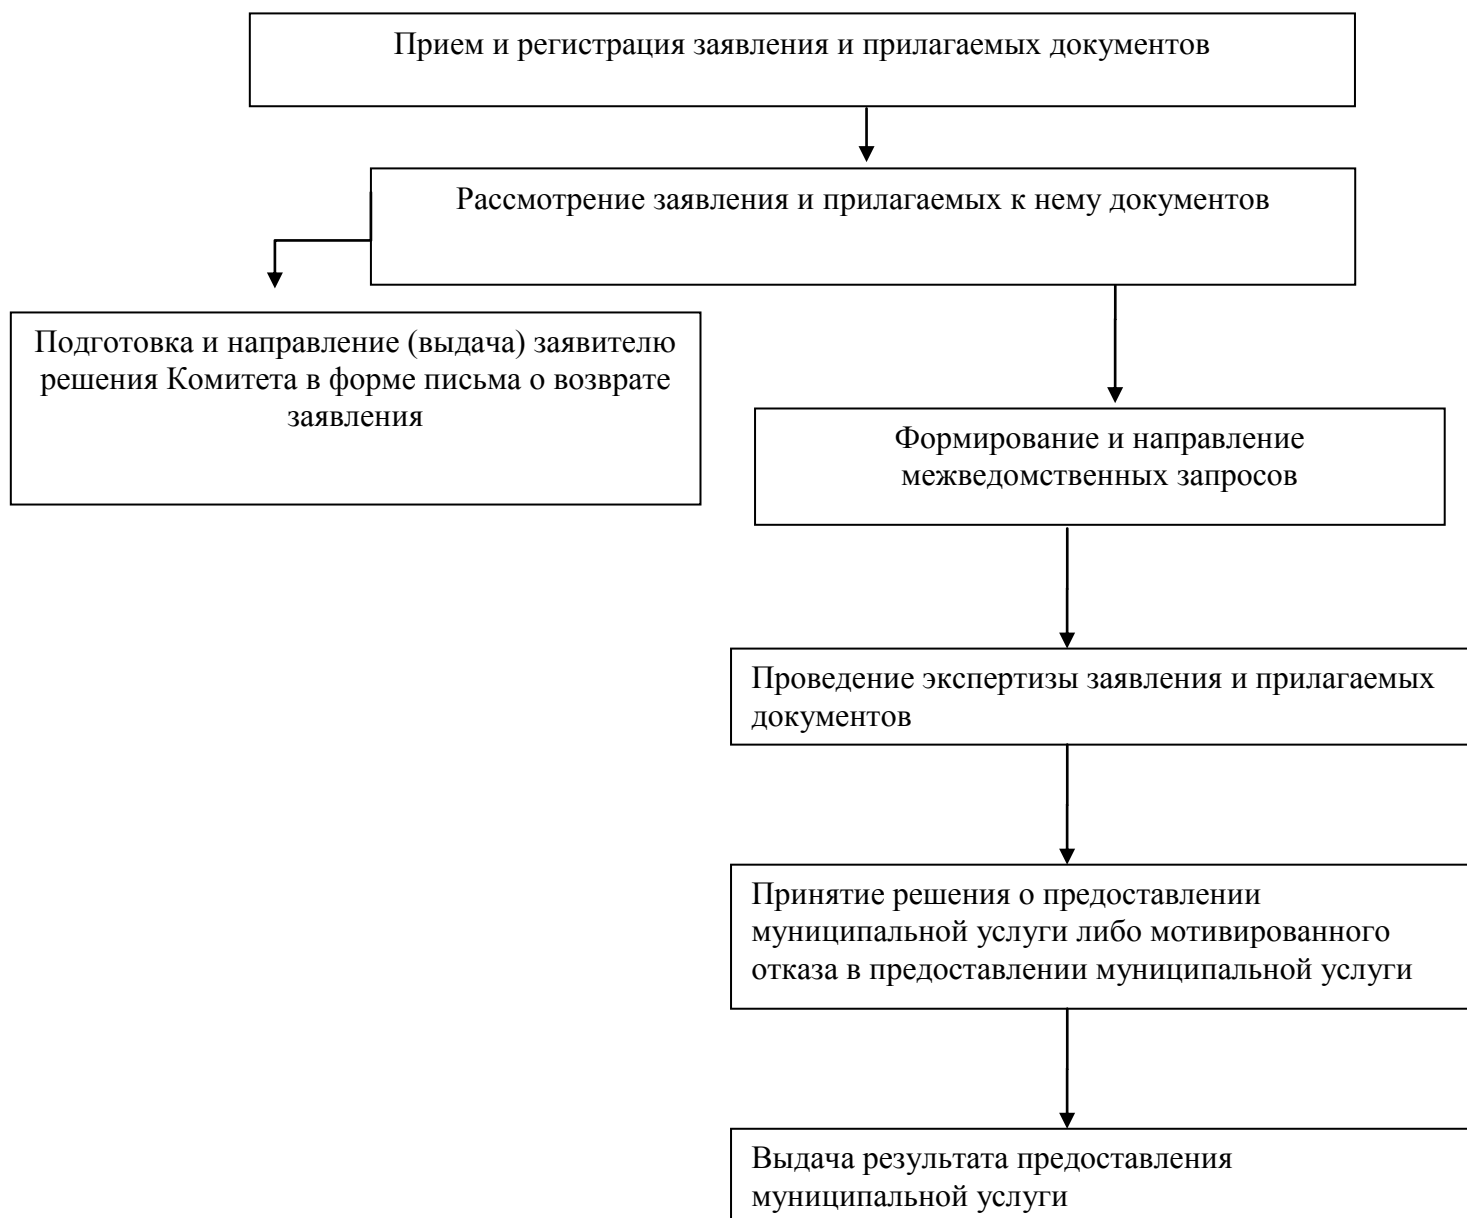 Прием и регистрация заявления и прилагаемых документов
Рассмотрение заявления и прилагаемых к нему документов
Подготовка и направление (выдача) заявителю
решения Комитета в форме письма о возврате
заявления
Формирование и направление
межведомственных запросов
Проведение экспертизы заявления и прилагаемых
документов
Принятие решения о предоставлении
муниципальной услуги либо мотивированного
отказа в предоставлении муниципальной услуги
Выдача результата предоставления
муниципальной услуги